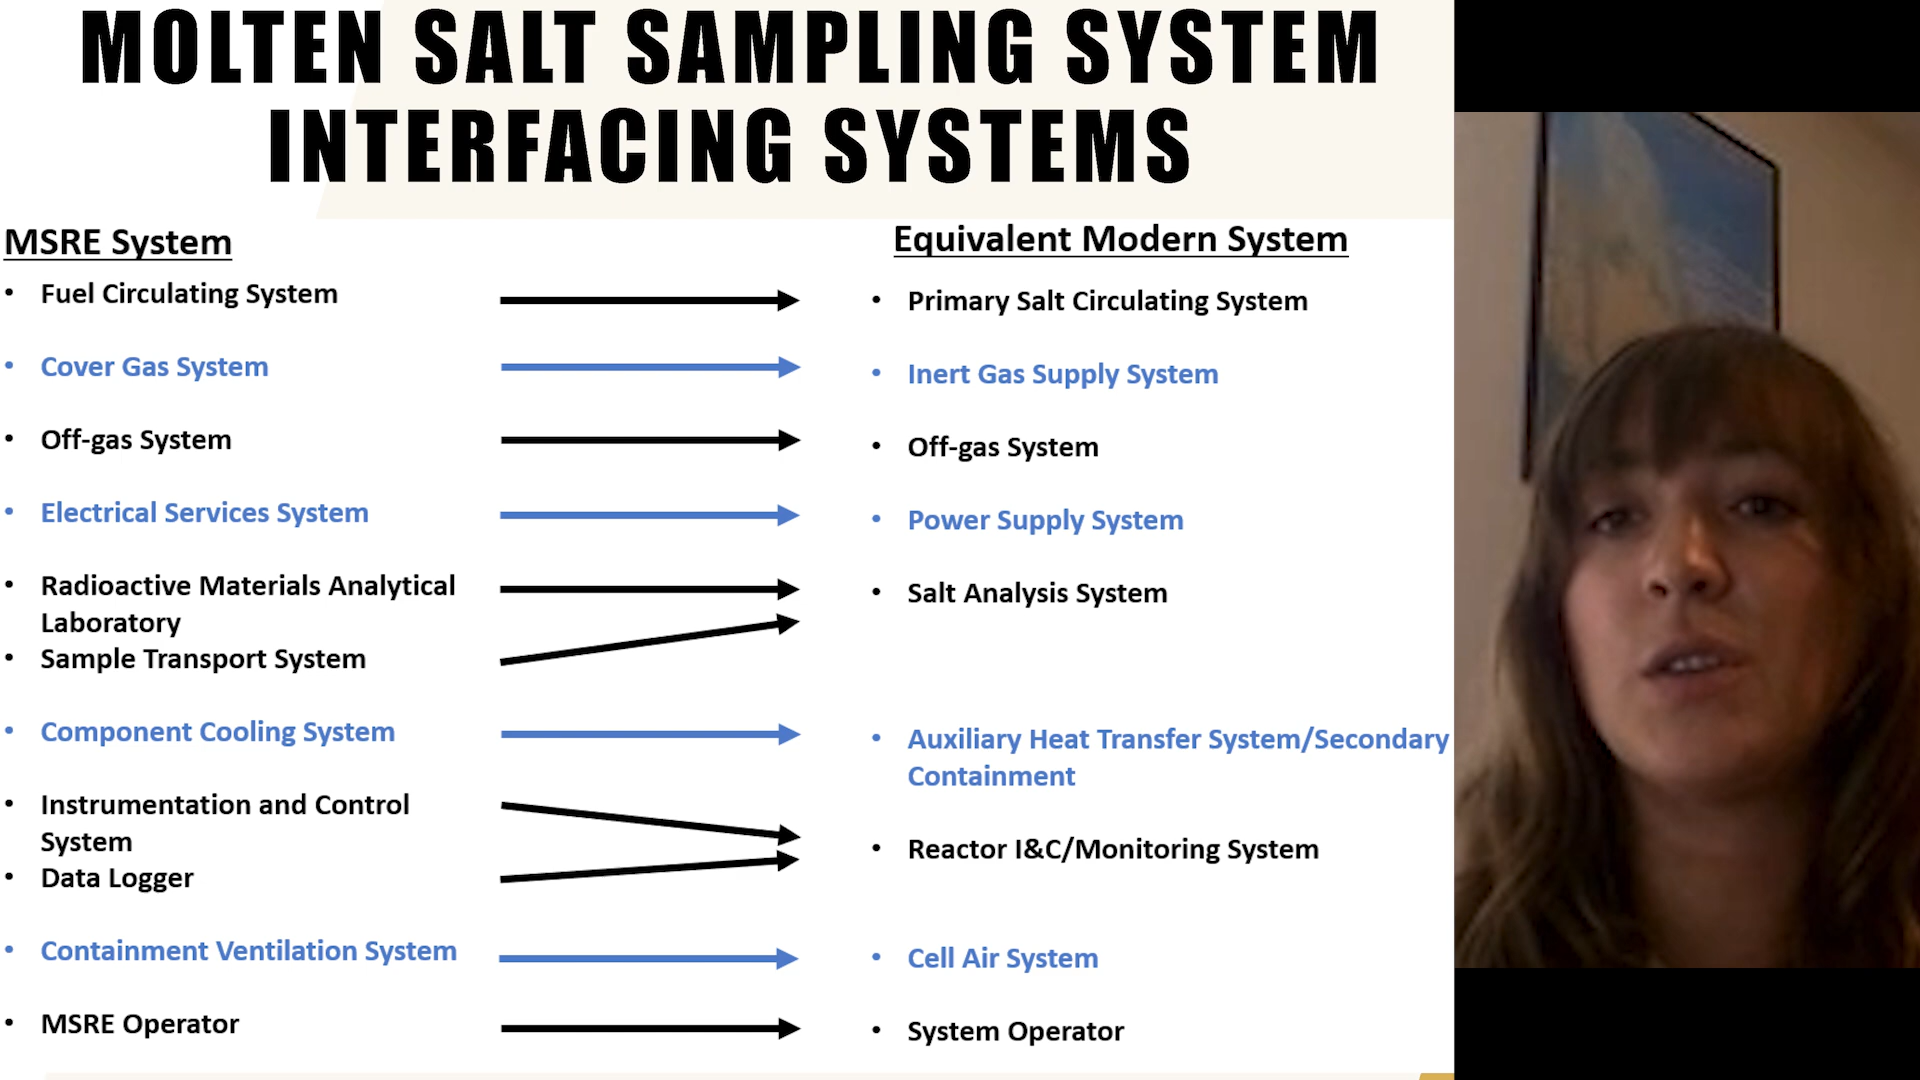 MOLTEN SALT SAMPLING SYSTEM
INTERFACING SYSTEMS
MSRE System
• Fuel Circulating System
• Cover Gas System
• Off-gas System
• Electrical Services System
• Radioactive Materials Analytical
Laboratory
• Sample Transport System
• Component Cooling System
• Instrumentation and Control
System
• Data Logger
• Containment Ventilation System
• MSRE Operator
Equivalent Modern System
• Primary Salt Circulating System
• Inert Gas Supply System
• Off-gas System
• Power Supply System
• Salt Analysis System
• Auxiliary Heat Transfer System/Secondary
Containment
• Reactor I&C/Monitoring System
• Cell Air System
• System Operator